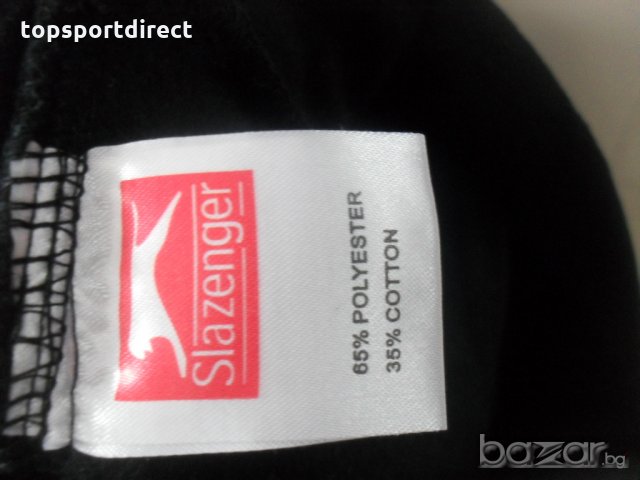 topsportdirect
Slazenger
65% POLYESTER
35% COTTON
bazar.bg